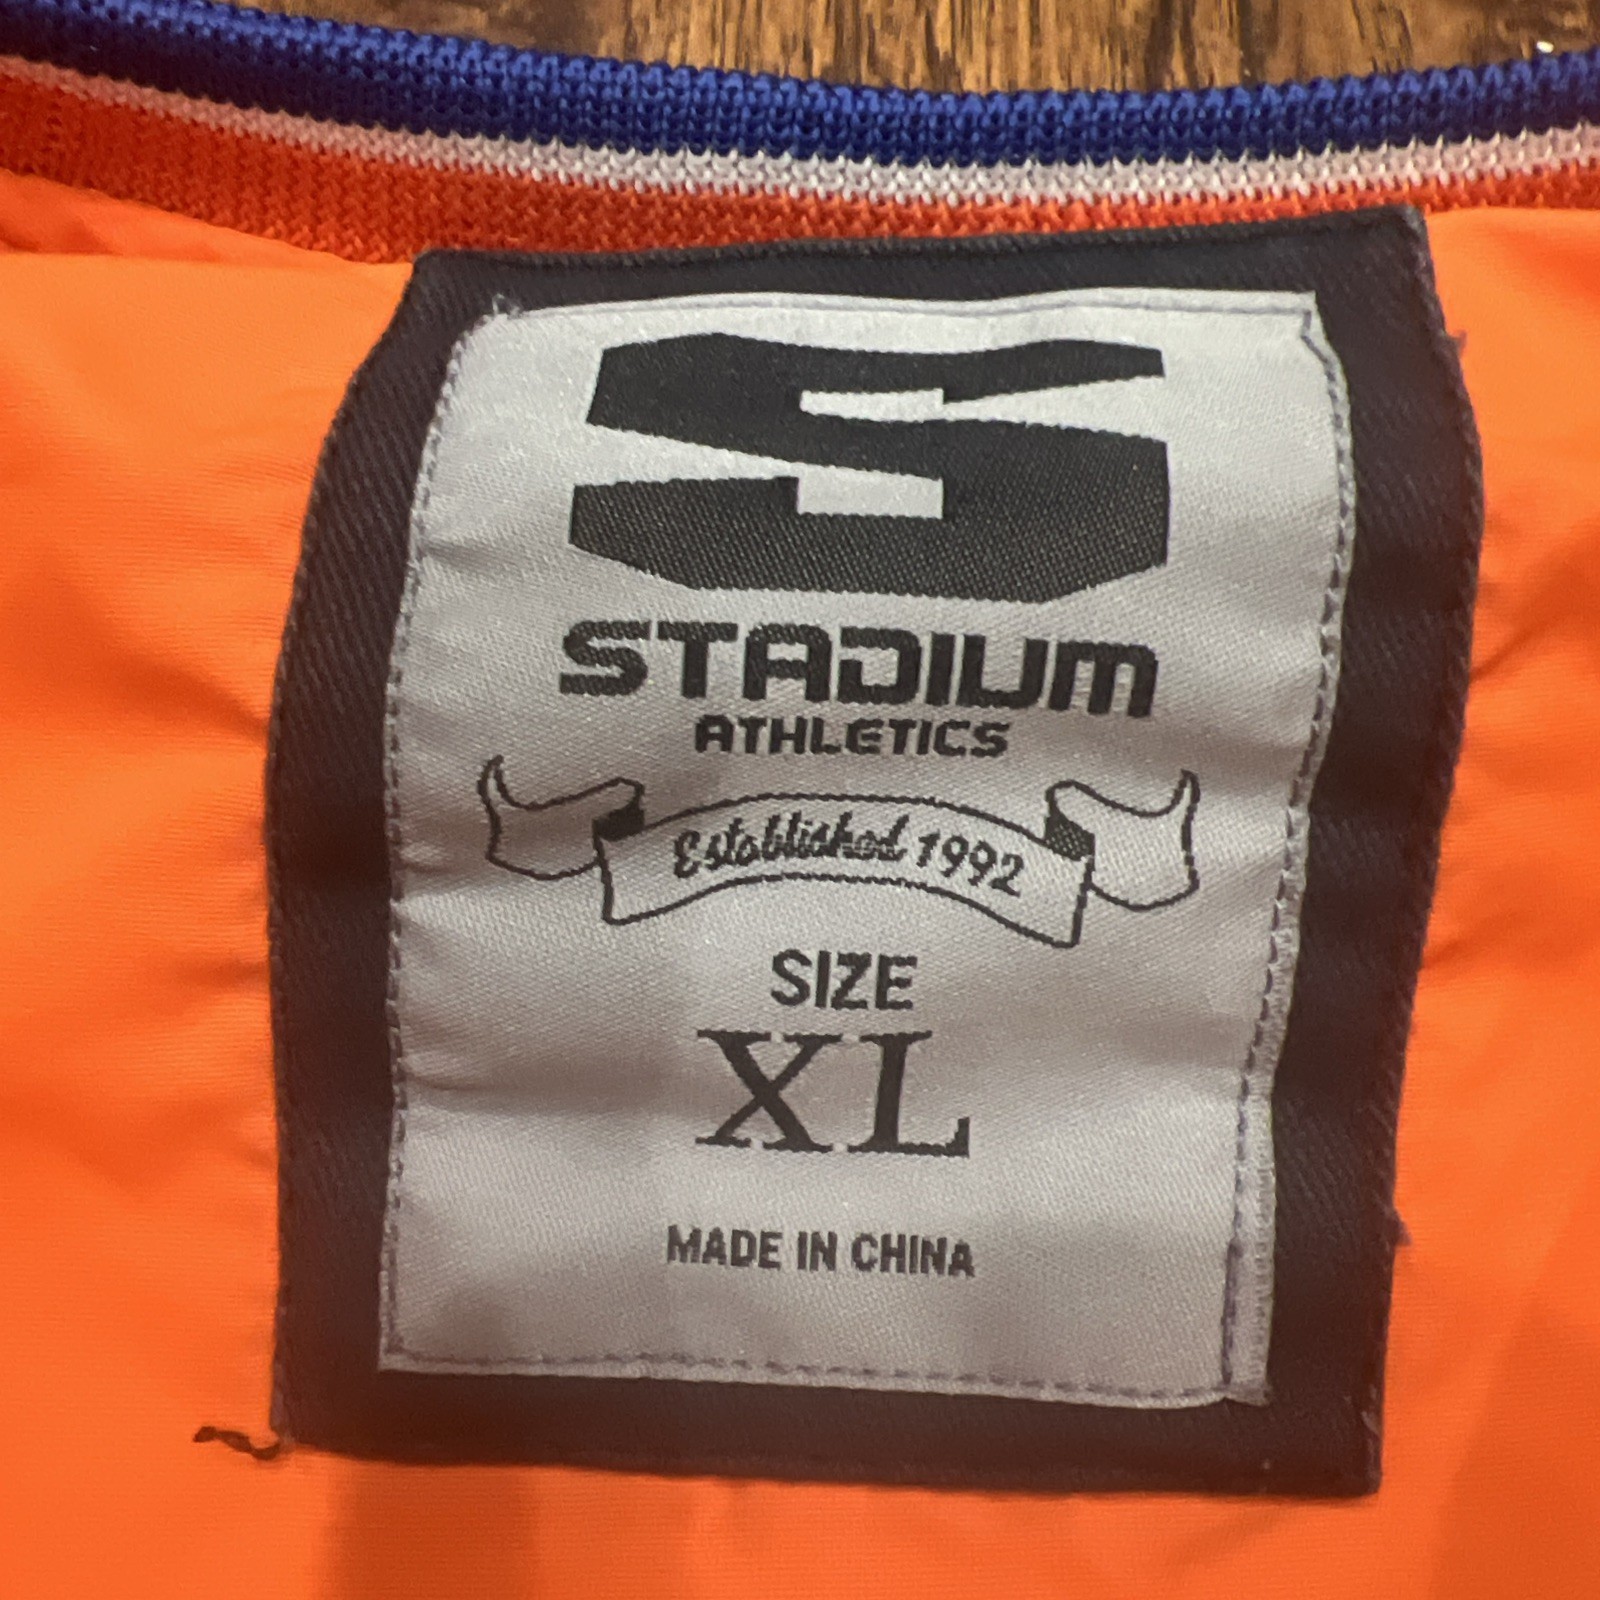 S
STADIUM
ATHLETICS
Established 1992
SIZE
XL
MADE IN CHINA